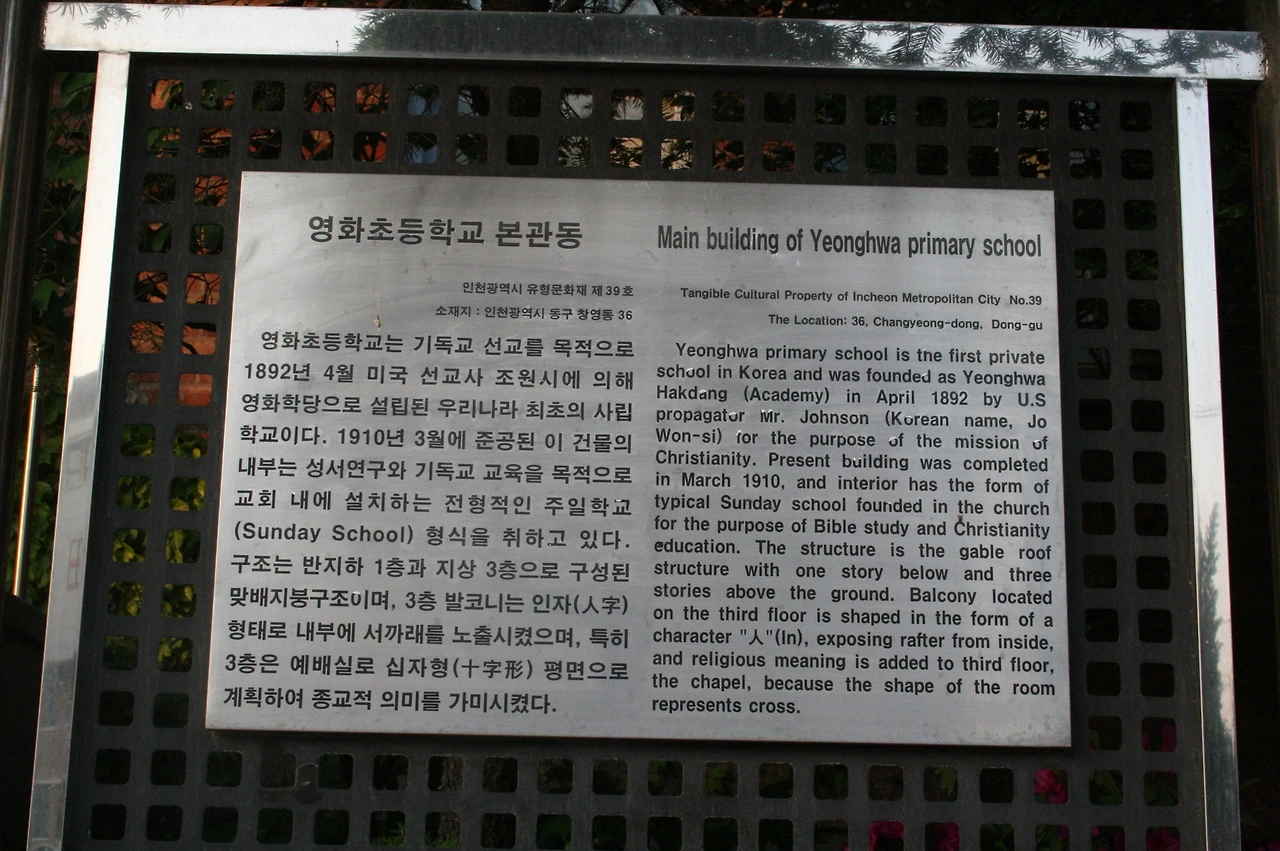 영화초등학교 본관동
인천광역시 유형문화재 제39호
소재지 : 인천광역시 동구 창영동 36
영화초등학교는 기독교 선교를 목적으로
1892년 4월 미국 선교사 조원시에 의해
영화학당으로 설립된 우리나라 최초의 사립
학교이다. 1910년 3월에 준공된 이 건물의
내부는 성서연구와 기독교 교육을 목적으로
교회 내에 설치하는 전형적인 주일학교
(Sunday School) 형식을 취하고 있다.
구조는 반지하 1층과 지상 3층으로 구성된
맞배지붕구조이며, 3층 발코니는 인자(人字)
형태로 내부에 서까래를 노출시켰으며, 특히
3층은 예배실로 십자형(十字形) 평면으로
계획하여 종교적 의미를 가미시켰다.
Main building of Yeonghwa primary school
Tangible Cultural Property of Incheon Metropolitan City No.39
The Location: 36, Changyeong-dong, Dong-gu
Yeonghwa primary school is the first private
school in Korea and was founded as Yeonghwa
Hakdang (Academy) in April 1892 by U.S
propagator Mr. Johnson (Korean name, Jo
Won-si) for the purpose of the mission of
Christianity. Present building was completed
in March 1910, and interior has the form of
typical Sunday school founded in the church
for the purpose of Bible study and Christianity
education. The structure is the gable roof
structure with one story below and three
stories above the ground. Balcony located
on the third floor is shaped in the form of a
character "人"(In), exposing rafter from inside,
and religious meaning is added to third floor,
the chapel, because the shape of the room
represents cross.